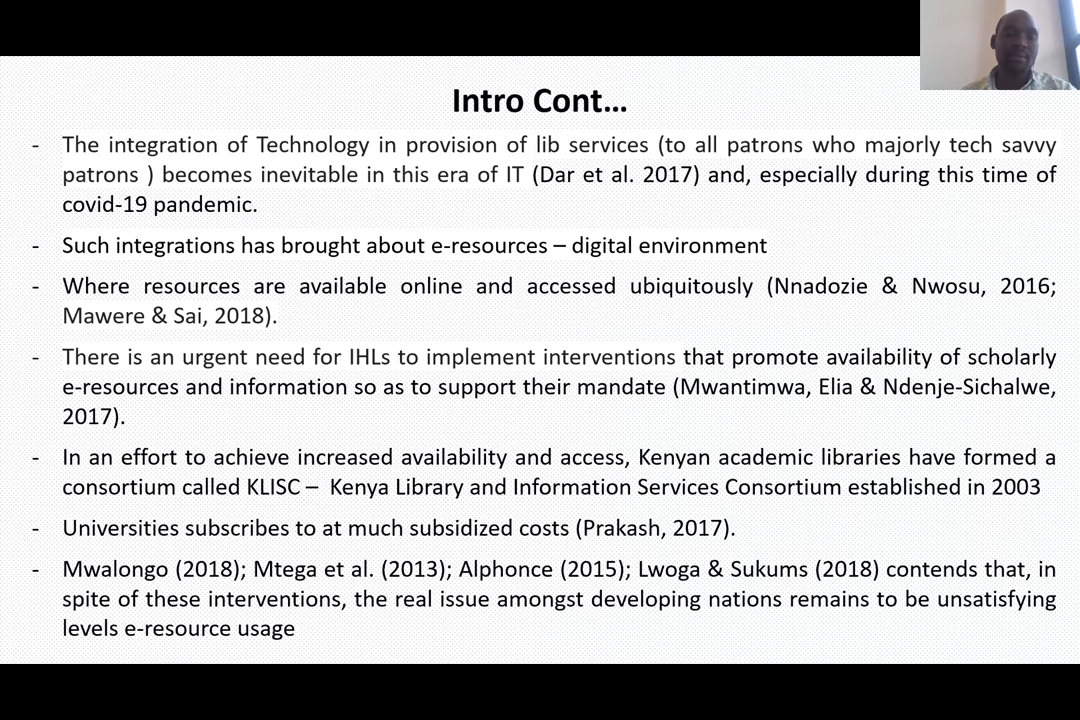 Intro Cont…
- The integration of Technology in provision of lib services (to all patrons who majorly tech savvy
patrons ) becomes inevitable in this era of IT (Dar et al. 2017) and, especially during this time of
covid-19 pandemic.
- Such integrations has brought about e-resources – digital environment
- Where resources are available online and accessed ubiquitously (Nnadozie & Nwosu, 2016;
Mawere & Sai, 2018).
- There is an urgent need for IHLs to implement interventions that promote availability of scholarly
e-resources and information so as to support their mandate (Mwantimwa, Elia & Ndenje-Sichalwe,
2017).
- In an effort to achieve increased availability and access, Kenyan academic libraries have formed a
consortium called KLISC – Kenya Library and Information Services Consortium established in 2003
- Universities subscribes to at much subsidized costs (Prakash, 2017).
- Mwalongo (2018); Mtega et al. (2013); Alphonce (2015); Lwoga & Sukums (2018) contends that, in
spite of these interventions, the real issue amongst developing nations remains to be unsatisfying
levels e-resource usage